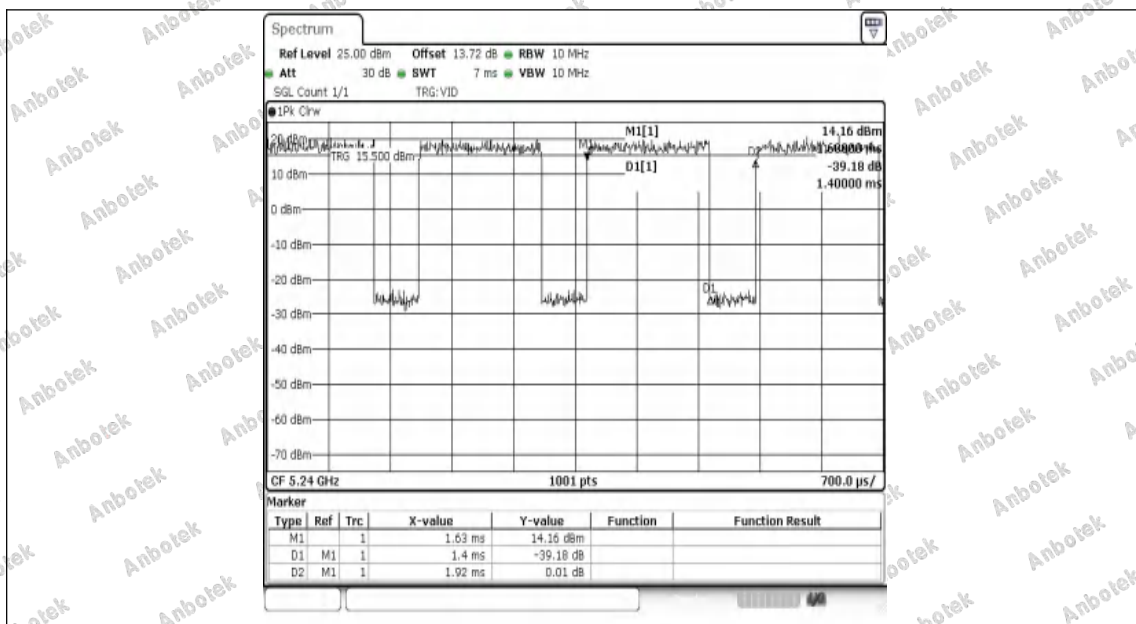 Spectrum
Ref Level 25.00 dBm Offset 13.72 dB RBW 10 MHz
Att 30 dB SWT 7 ms VBW 10 MHz
SGL Count 1/1 TRG:VID
1Pk Clrw
M1[1] 14.16 dBm
20 dBm
M1
D2
TRG 15.500 dBm
D1[1] -39.18 dB
10 dBm
1.40000 ms
0 dBm
-10 dBm
-20 dBm
D1
-30 dBm
-40 dBm
-50 dBm
-60 dBm
-70 dBm
CF 5.24 GHz 1001 pts 700.0 µs/
Marker
Type Ref Trc X-value Y-value Function Function Result
M1 1 1.63 ms 14.16 dBm
D1 M1 1 1.4 ms -39.18 dB
D2 M1 1 1.92 ms 0.01 dB
Anbotek